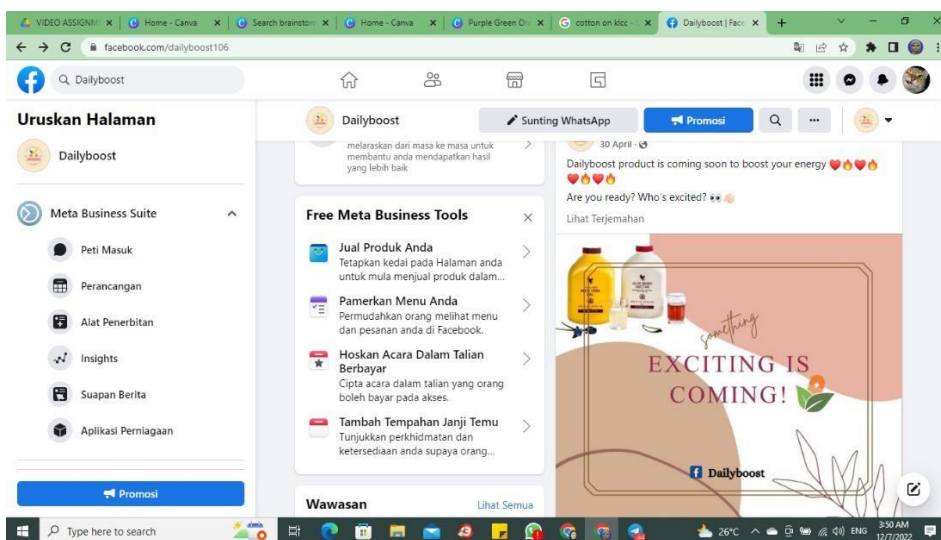 VIDEO ASSIGNM
Home - Canva
Search brainstorm
Home - Canva
Purple Green Or
cotton on klcc -
Dailyboost | Face
facebook.com/dailyboost106
Dailyboost
Uruskan Halaman
Dailyboost
Meta Business Suite
Peti Masuk
Perancangan
Alat Penerbitan
Insights
Suapan Berita
Aplikasi Perniagaan
Promosi
Dailyboost
Sunting WhatsApp
Promosi
melaraskan dari masa ke masa untuk
membantu anda mendapatkan hasil
yang lebih baik
Free Meta Business Tools
Jual Produk Anda
Tetapkan kedai pada Halaman anda
untuk mula menjual produk dalam...
Pamerkan Menu Anda
Permudahkan orang melihat menu
dan pesanan anda di Facebook.
Hoskan Acara Dalam Talian
Berbayar
Cipta acara dalam talian yang orang
boleh bayar pada akses.
Tambah Tempahan Janji Temu
Tunjukkan perkhidmatan dan
ketersediaan anda supaya orang...
Wawasan
Lihat Semua
30 April
Dailyboost product is coming soon to boost your energy ❤️🔥❤️🔥
❤️🔥❤️🔥
Are you ready? Who's excited? 👀👏🏻
Lihat Terjemahan
something
EXCITING IS
COMING!
Dailyboost
Type here to search
26°C
ENG
3:50 AM
12/7/2022